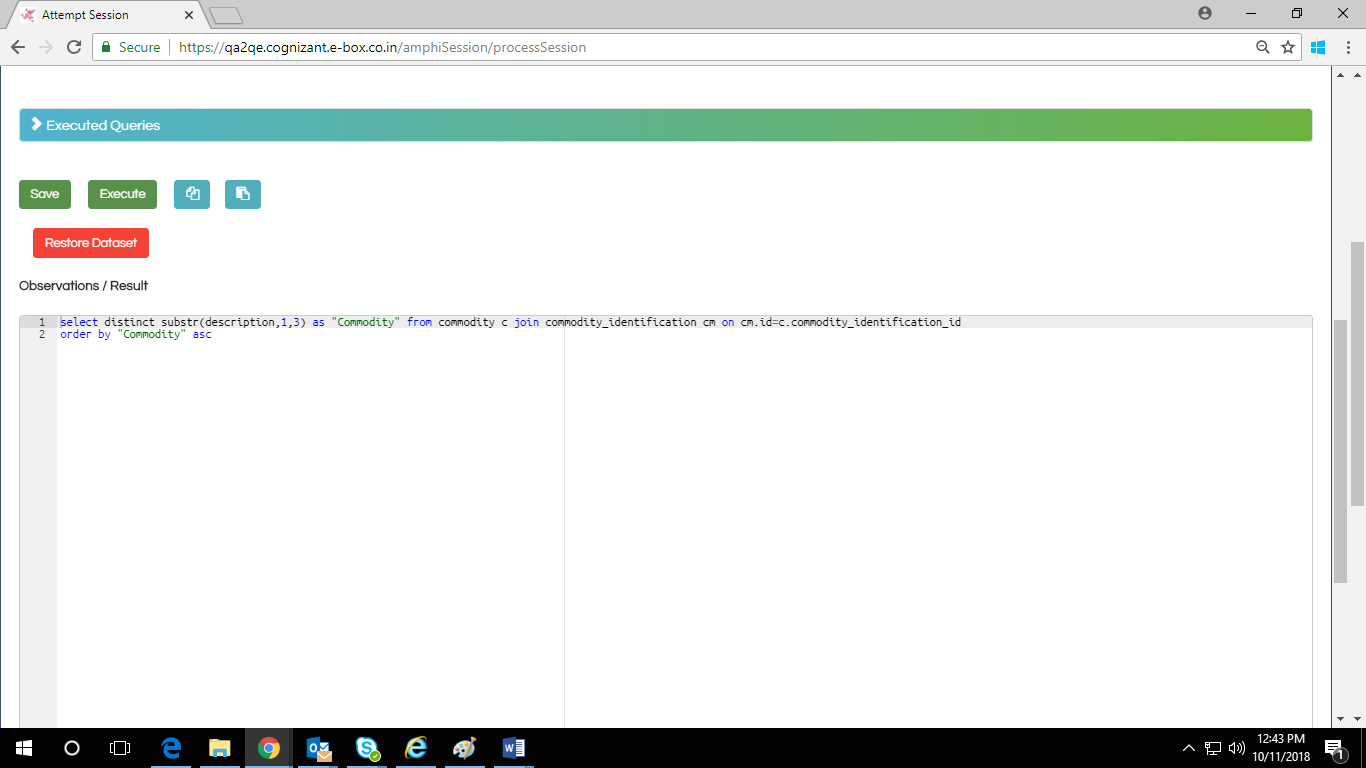 Attempt Session
Secure https://qa2qe.cognizant.e-box.co.in/amphiSession/processSession
Executed Queries
Save Execute
Restore Dataset
Observations / Result
1 select distinct substr(description,1,3) as "Commodity" from commodity c join commodity_identification cm on cm.id=c.commodity_identification_id
2 order by "Commodity" asc
12:43 PM
10/11/2018
1